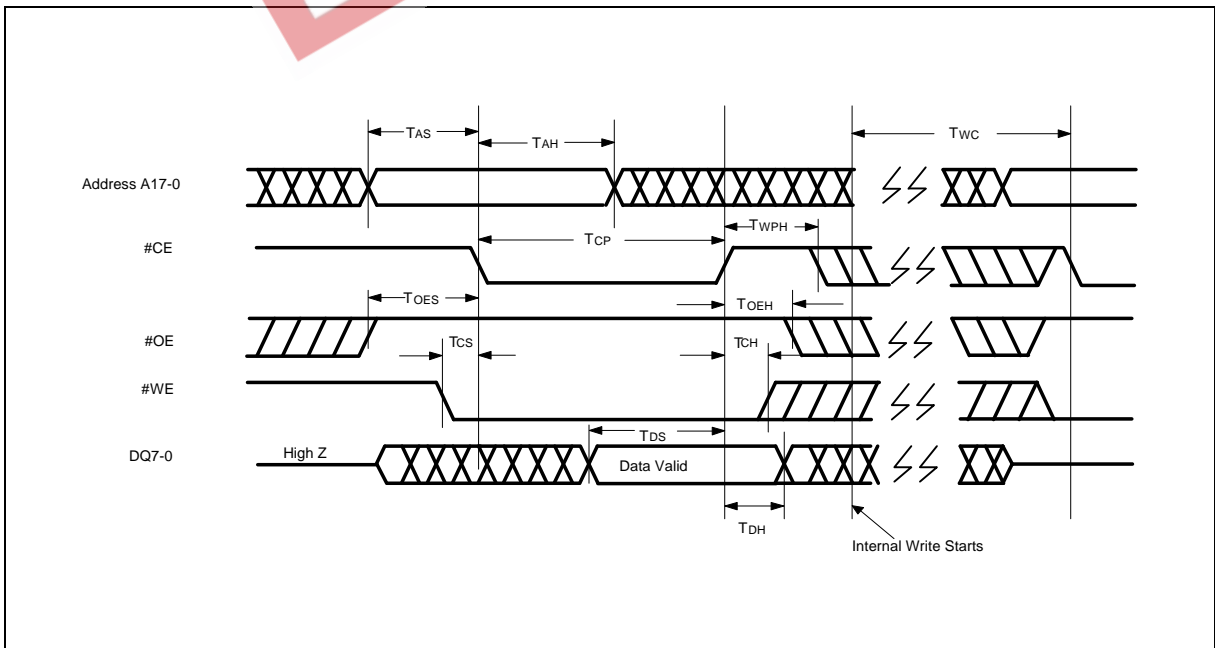 TAS
TAH
TWC
Address A17-0
TCP
TWPH
#CE
TOES
TOEH
#OE
TCS
TCH
#WE
TDS
DQ7-0
High Z
Data Valid
TDH
Internal Write Starts